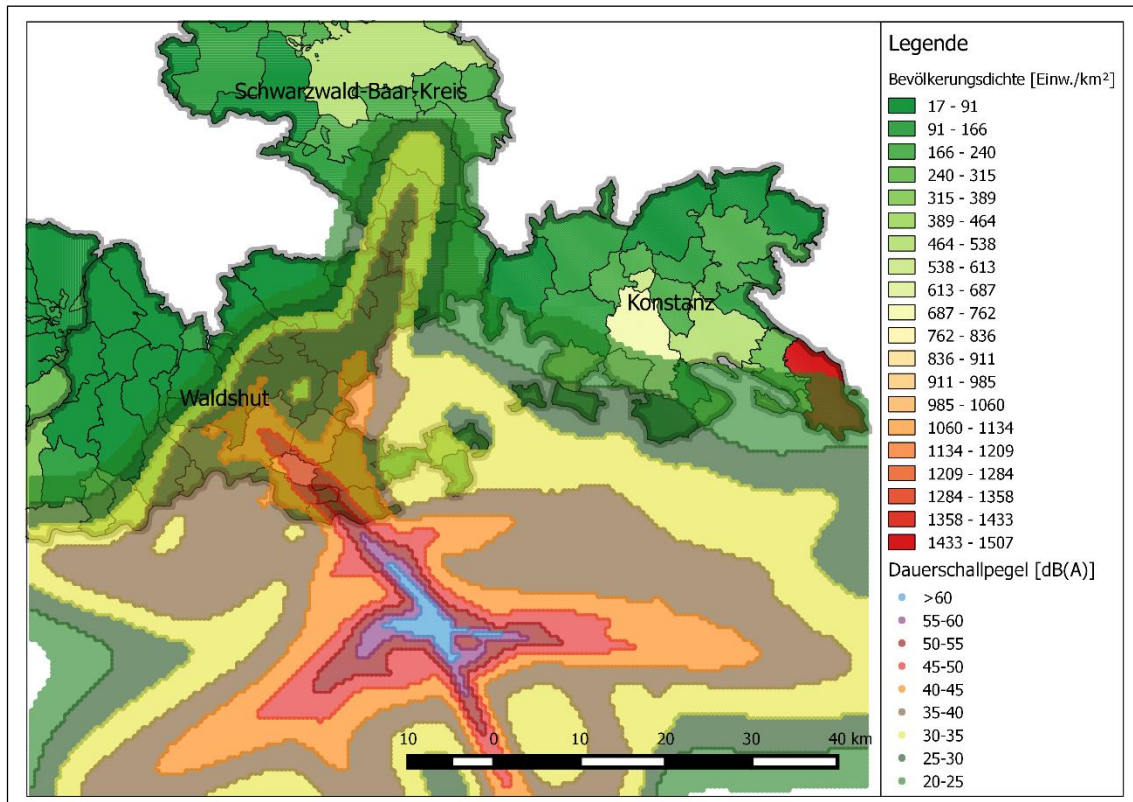 Schwarzwald-Baar-Kreis
Konstanz
Waldshut
10 0 10 20 30 40 km
Legende
Bevölkerungsdichte [Einw./km²]
17 - 91
91 - 166
166 - 240
240 - 315
315 - 389
389 - 464
464 - 538
538 - 613
613 - 687
687 - 762
762 - 836
836 - 911
911 - 985
985 - 1060
1060 - 1134
1134 - 1209
1209 - 1284
1284 - 1358
1358 - 1433
1433 - 1507
Dauerschallpegel [dB(A)]
>60
55-60
50-55
45-50
40-45
35-40
30-35
25-30
20-25